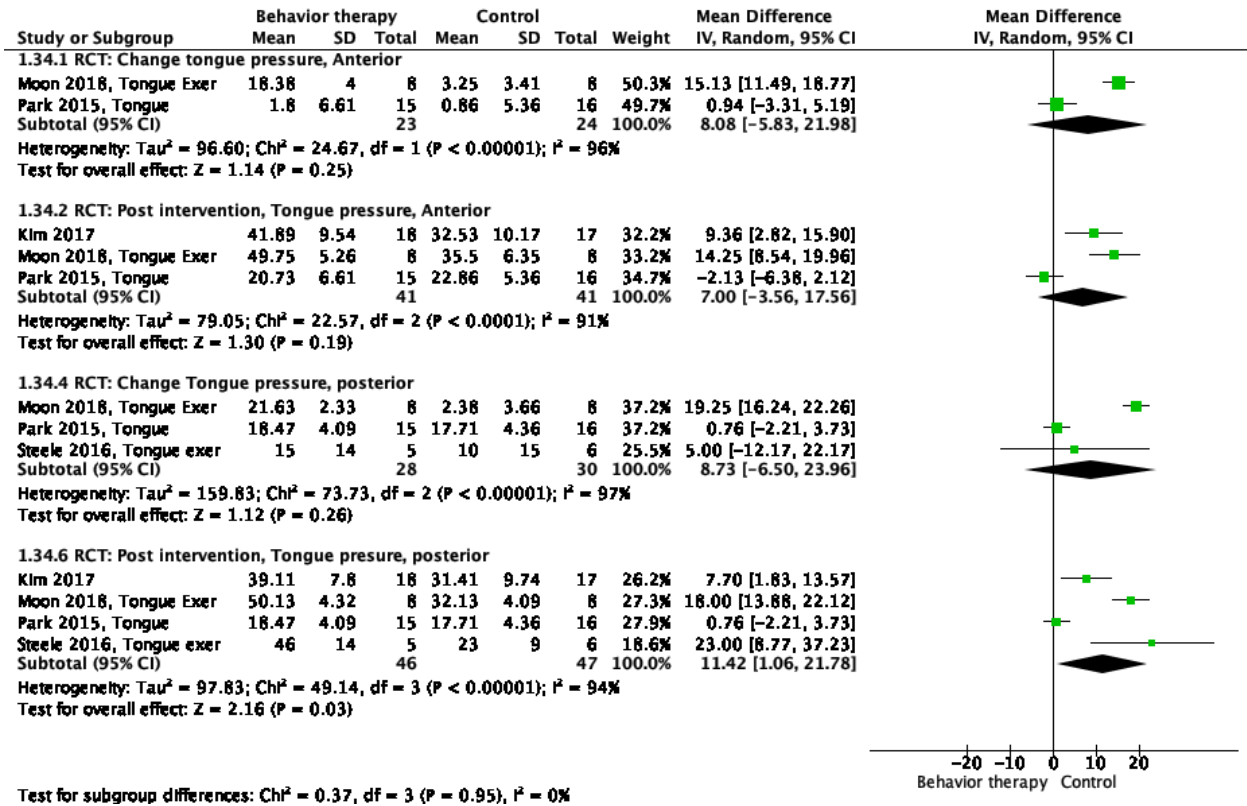 Behavior therapy Control Mean Difference Mean Difference
Study or Subgroup Mean SD Total Mean SD Total Weight IV, Random, 95% CI IV, Random, 95% CI
1.34.1 RCT: Change tongue pressure, Anterior
Moon 2018, Tongue Exer 18.38 4 8 3.25 3.41 8 50.3% 15.13 [11.49, 18.77]
Park 2015, Tongue 1.8 6.61 15 0.86 5.36 16 49.7% 0.94 [−3.31, 5.19]
Subtotal (95% CI) 23 24 100.0% 8.08 [−5.83, 21.98]
Heterogeneity: Tau² = 96.60; Chi² = 24.67, df = 1 (P < 0.00001); I² = 96%
Test for overall effect: Z = 1.14 (P = 0.25)
1.34.2 RCT: Post intervention, Tongue pressure, Anterior
Kim 2017 41.89 9.54 18 32.53 10.17 17 32.2% 9.36 [2.82, 15.90]
Moon 2018, Tongue Exer 49.75 5.26 8 35.5 6.35 8 33.2% 14.25 [8.54, 19.96]
Park 2015, Tongue 20.73 6.61 15 22.86 5.36 16 34.7% −2.13 [−6.38, 2.12]
Subtotal (95% CI) 41 41 100.0% 7.00 [−3.56, 17.56]
Heterogeneity: Tau² = 79.05; Chi² = 22.57, df = 2 (P < 0.0001); I² = 91%
Test for overall effect: Z = 1.30 (P = 0.19)
1.34.4 RCT: Change Tongue pressure, posterior
Moon 2018, Tongue Exer 21.63 2.33 8 2.38 3.66 8 37.2% 19.25 [16.24, 22.26]
Park 2015, Tongue 18.47 4.09 15 17.71 4.36 16 37.2% 0.76 [−2.21, 3.73]
Steele 2016, Tongue exer 15 14 5 10 15 6 25.5% 5.00 [−12.17, 22.17]
Subtotal (95% CI) 28 30 100.0% 8.73 [−6.50, 23.96]
Heterogeneity: Tau² = 159.83; Chi² = 73.73, df = 2 (P < 0.00001); I² = 97%
Test for overall effect: Z = 1.12 (P = 0.26)
1.34.6 RCT: Post intervention, Tongue presure, posterior
Kim 2017 39.11 7.8 18 31.41 9.74 17 26.2% 7.70 [1.83, 13.57]
Moon 2018, Tongue Exer 50.13 4.32 8 32.13 4.09 8 27.3% 18.00 [13.88, 22.12]
Park 2015, Tongue 18.47 4.09 15 17.71 4.36 16 27.9% 0.76 [−2.21, 3.73]
Steele 2016, Tongue exer 46 14 5 23 9 6 18.6% 23.00 [8.77, 37.23]
Subtotal (95% CI) 46 47 100.0% 11.42 [1.06, 21.78]
Heterogeneity: Tau² = 97.83; Chi² = 49.14, df = 3 (P < 0.00001); I² = 94%
Test for overall effect: Z = 2.16 (P = 0.03)
−20 −10 0 10 20
Behavior therapy Control
Test for subgroup differences: Chi² = 0.37, df = 3 (P = 0.95), I² = 0%